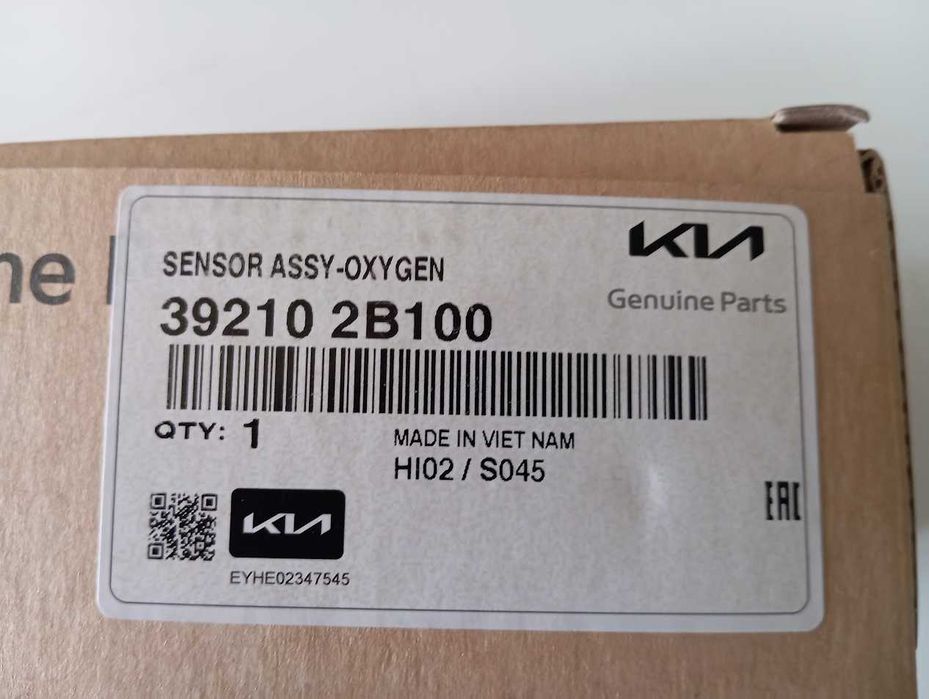 ne
SENSOR ASSY-OXYGEN
KIA
Genuine Parts
39210 2B100
QTY: 1
MADE IN VIET NAM
HI02 / S045
EAC
KIA
EYHE02347545